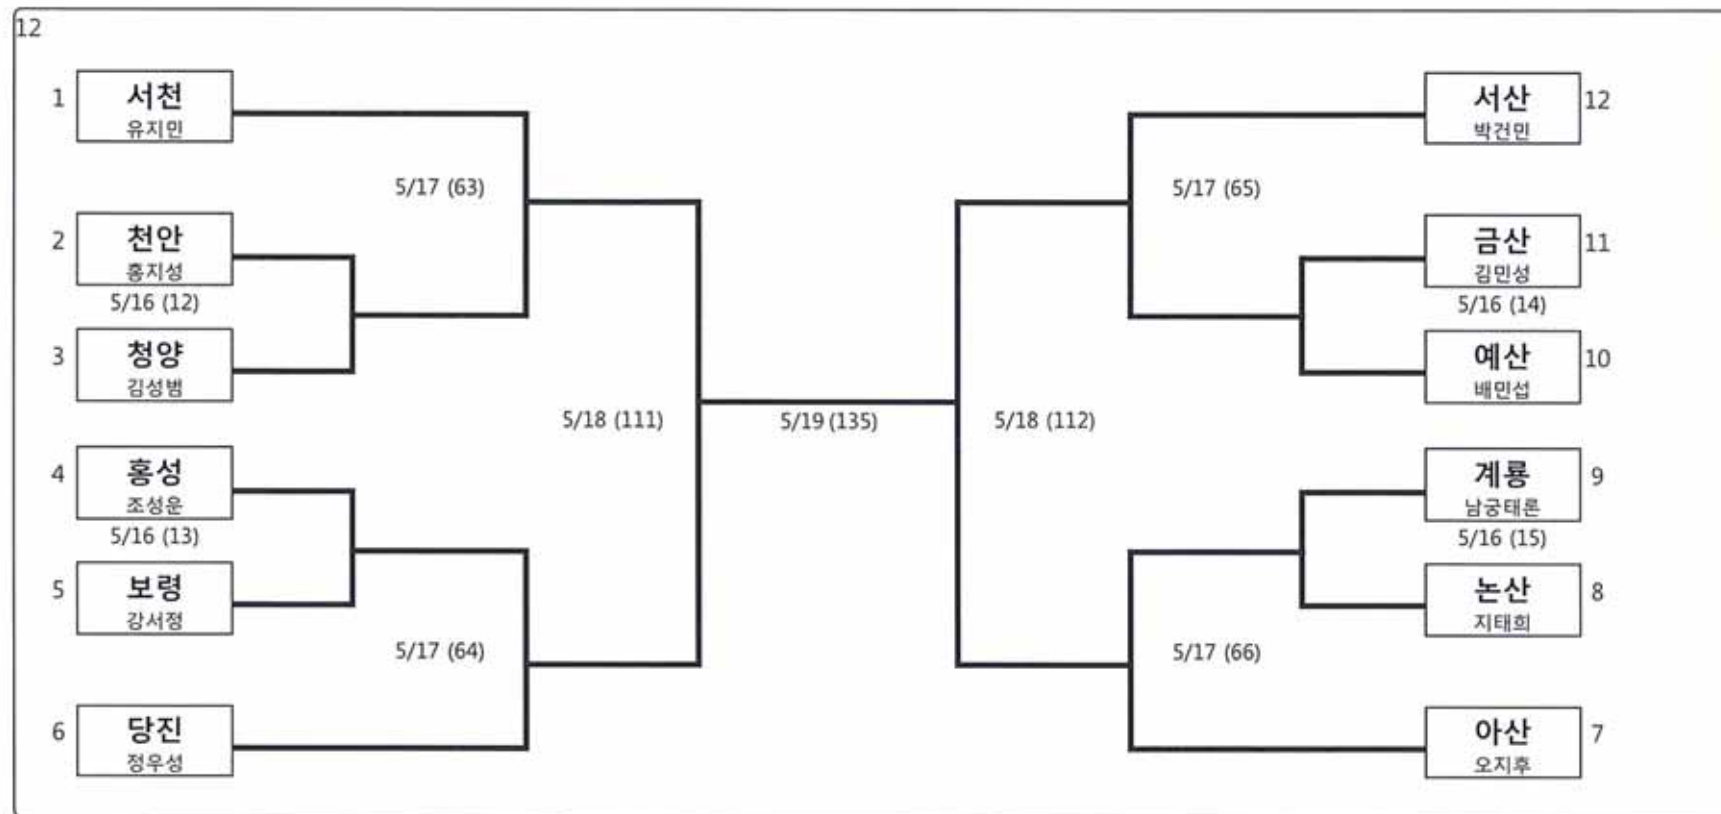 12
1
서천
유지민
2
천안
홍지성
5/16 (12)
3
청양
김성범
4
홍성
조성운
5/16 (13)
5
보령
강서정
6
당진
정우성
5/17 (63)
5/17 (64)
5/18 (111)
5/19 (135)
5/18 (112)
5/17 (65)
5/17 (66)
서산
박건민
12
금산
김민성
11
5/16 (14)
예산
배민섭
10
계룡
남궁태론
9
5/16 (15)
논산
지태희
8
아산
오지후
7